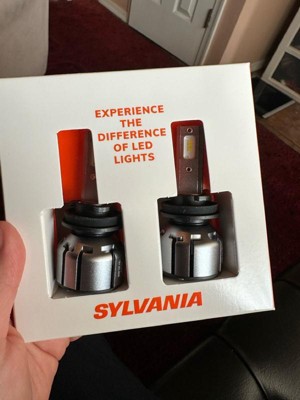 EXPERIENCE
THE
DIFFERENCE
OF LED
LIGHTS
SYLVANIA